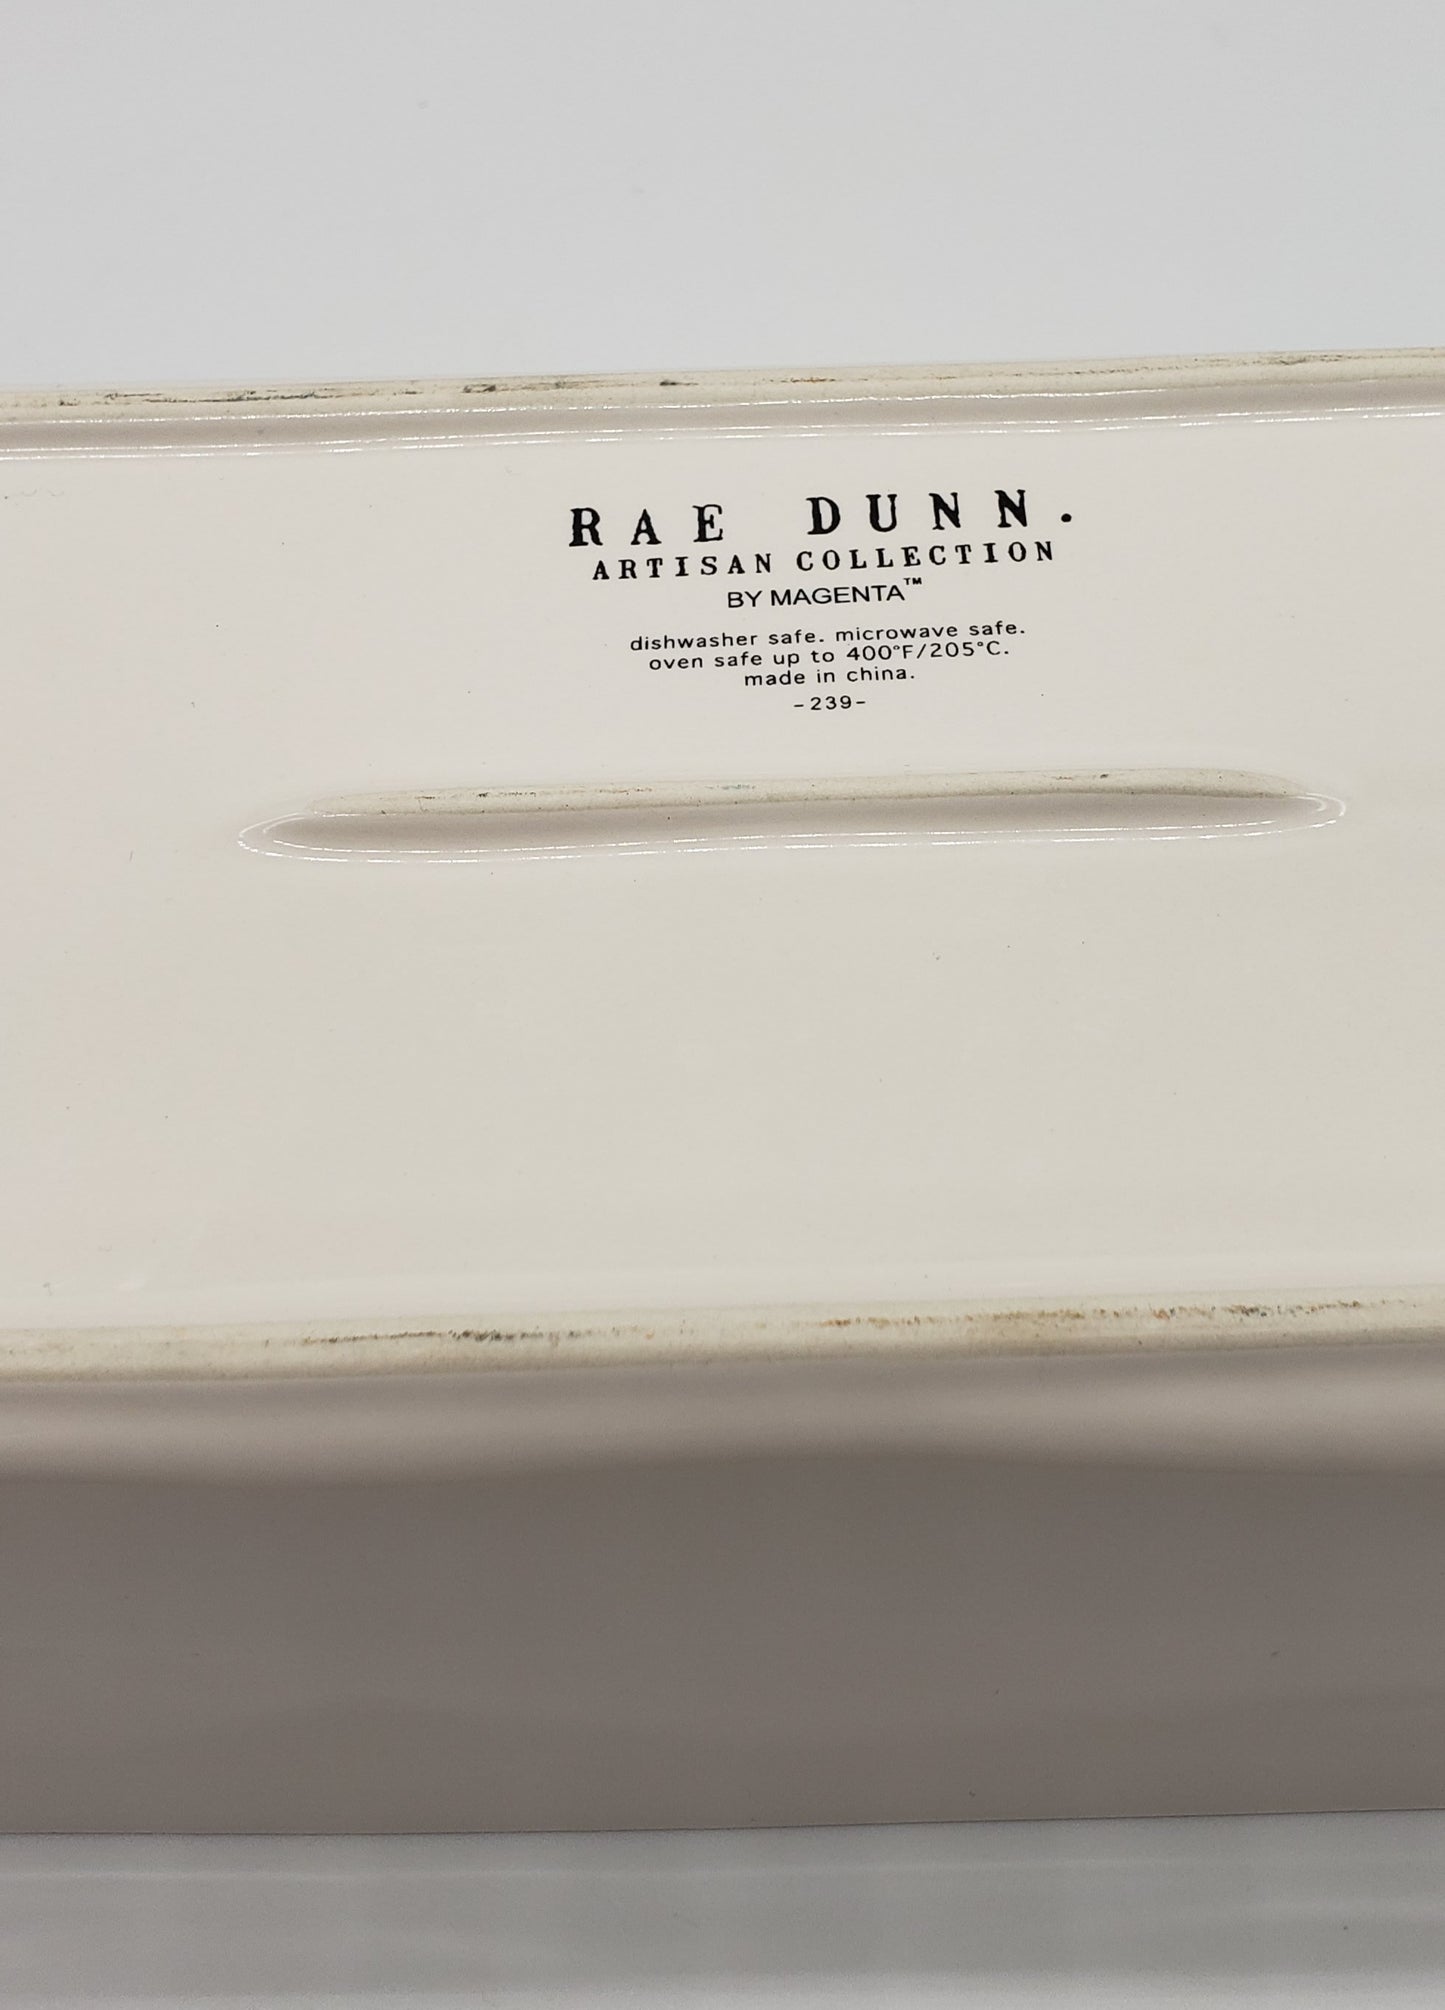 RAE DUNN.
ARTISAN COLLECTION
BY MAGENTA™
dishwasher safe. microwave safe.
oven safe up to 400°F/205°C.
made in china.
-239-